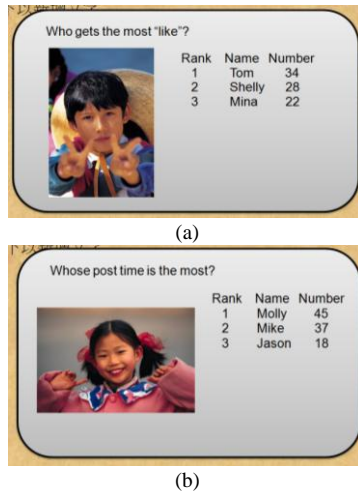 Who gets the most “like”?
Rank Name Number
1 Tom 34
2 Shelly 28
3 Mina 22
(a)
Whose post time is the most?
Rank Name Number
1 Molly 45
2 Mike 37
3 Jason 18
(b)